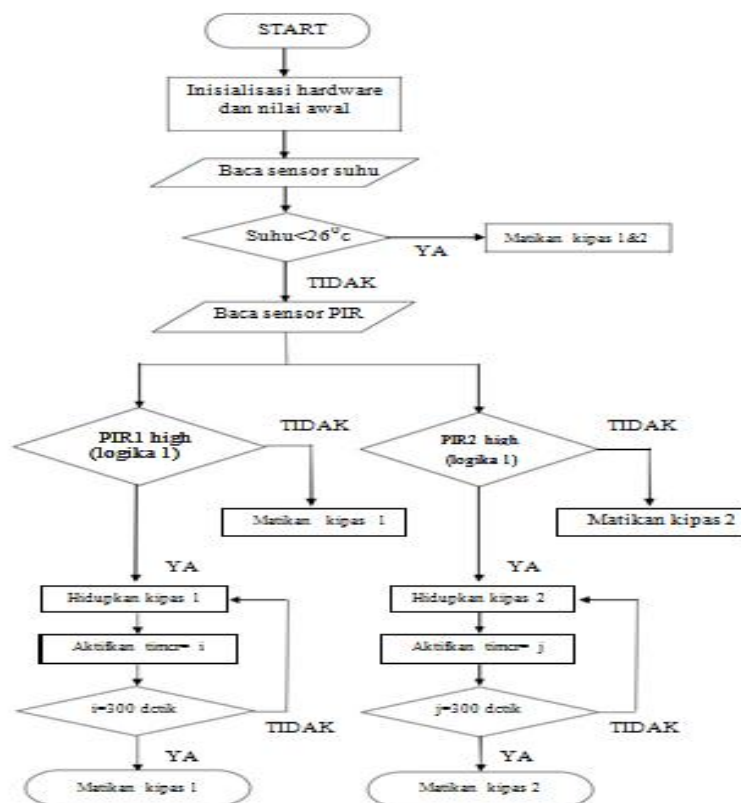 START
Inisialisasi hardware
dan nilai awal
Baca sensor suhu
Suhu<26°c
YA
Matikan kipas 1&2
TIDAK
Baca sensor PIR
PIR1 high
(logika 1)
TIDAK
Matikan kipas 1
YA
Hidupkan kipas 1
Aktifkan timer= i
i=300 detik
TIDAK
YA
Matikan kipas 1
PIR2 high
(logika 1)
TIDAK
Matikan kipas 2
YA
Hidupkan kipas 2
Aktifkan timer= j
j=300 detik
TIDAK
YA
Matikan kipas 2